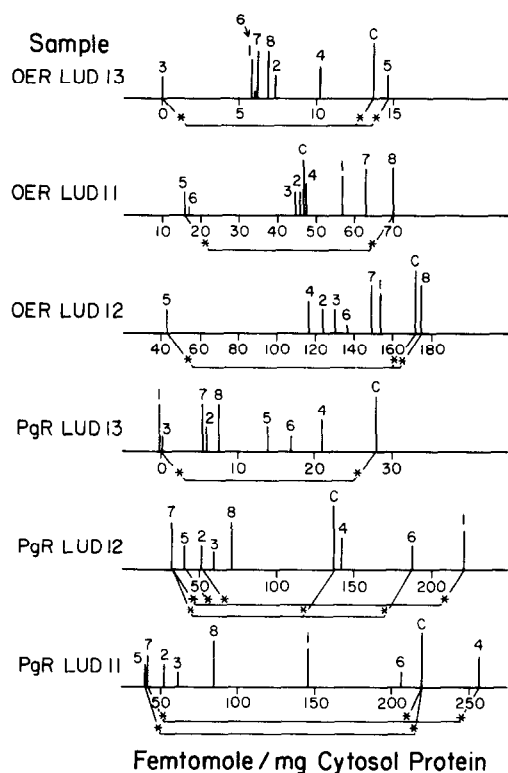 Sample
6
3 7 8 2 4 C 5
OER LUD 13
0 5 10 15
* * *
C
5 6 3 2 4 1 7 8
OER LUD 11
10 20 30 40 50 60 70
* *
C
5 4 2 3 6 7 1 8
OER LUD 12
40 60 80 100 120 140 160 180
* * *
1 3 7 2 8 5 6 4 C
PgR LUD 13
0 10 20 30
* *
7 5 2 3 8 C 4 6 1
PgR LUD 12
50 100 150 200
* * * *
* * *
5 7 2 3 8 1 6 C 4
PgR LUD 11
50 100 150 200 250
* * *
* *
Femtomole / mg Cytosol Protein